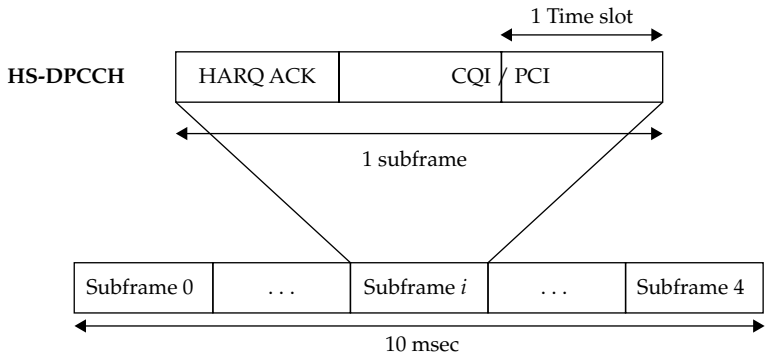 1 Time slot
HS-DPCCH
HARQ ACK
CQI / PCI
1 subframe
Subframe 0
. . .
Subframe i
. . .
Subframe 4
10 msec